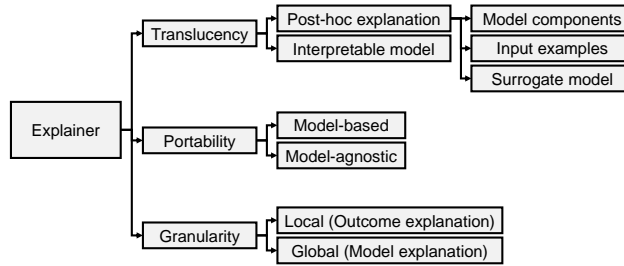 Explainer
Translucency
Post-hoc explanation
Interpretable model
Model components
Input examples
Surrogate model
Portability
Model-based
Model-agnostic
Granularity
Local (Outcome explanation)
Global (Model explanation)